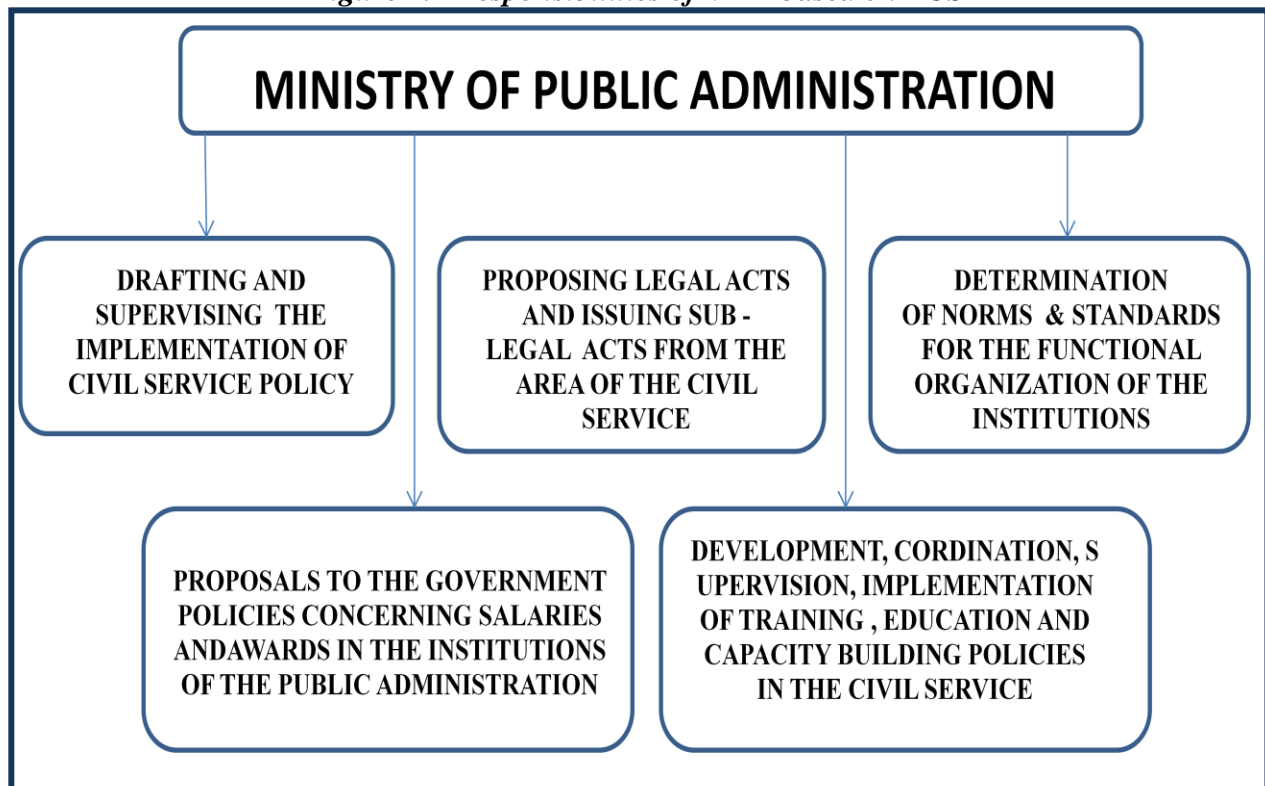 MINISTRY OF PUBLIC ADMINISTRATION
DRAFTING AND
SUPERVISING THE
IMPLEMENTATION OF
CIVIL SERVICE POLICY
PROPOSING LEGAL ACTS
AND ISSUING SUB -
LEGAL ACTS FROM THE
AREA OF THE CIVIL
SERVICE
DETERMINATION
OF NORMS & STANDARDS
FOR THE FUNCTIONAL
ORGANIZATION OF THE
INSTITUTIONS
PROPOSALS TO THE GOVERNMENT
POLICIES CONCERNING SALARIES
ANDAWARDS IN THE INSTITUTIONS
OF THE PUBLIC ADMINISTRATION
DEVELOPMENT, CORDINATION, S
UPERVISION, IMPLEMENTATION
OF TRAINING , EDUCATION AND
CAPACITY BUILDING POLICIES
IN THE CIVIL SERVICE